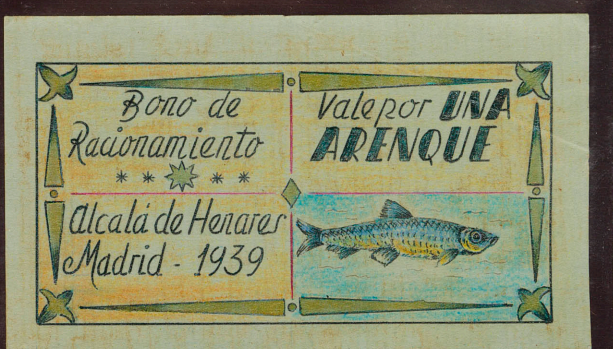 Bono de
Racionamiento
Alcalá de Henares
Madrid - 1939
Vale por UNA
ARENQUE